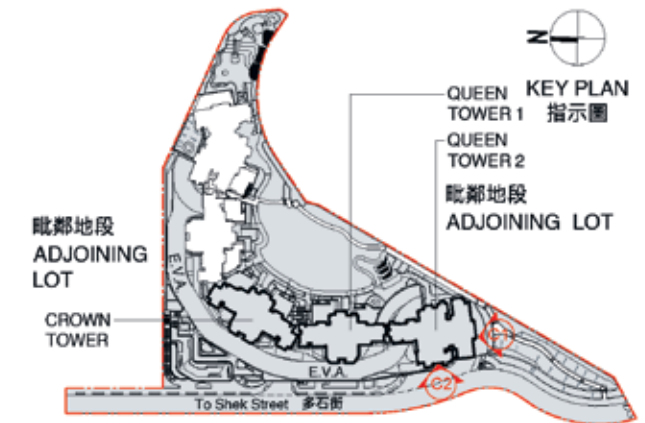 N
KEY PLAN
指示圖
QUEEN
TOWER 1
QUEEN
TOWER 2
毗鄰地段
ADJOINING LOT
毗鄰地段
ADJOINING
LOT
E.V.A.
CROWN
TOWER
C1
E.V.A.
C2
To Shek Street 多石街